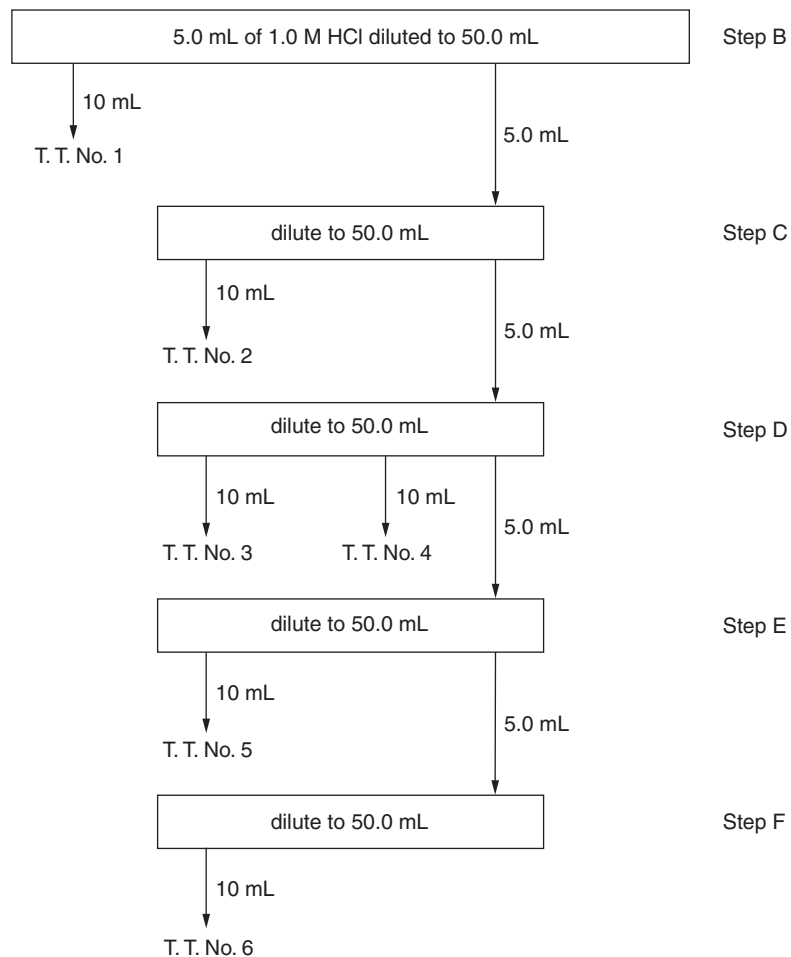 5.0 mL of 1.0 M HCl diluted to 50.0 mL
Step B
10 mL
5.0 mL
T. T. No. 1
dilute to 50.0 mL
Step C
10 mL
5.0 mL
T. T. No. 2
dilute to 50.0 mL
Step D
10 mL
10 mL
5.0 mL
T. T. No. 3
T. T. No. 4
dilute to 50.0 mL
Step E
10 mL
5.0 mL
T. T. No. 5
dilute to 50.0 mL
Step F
10 mL
T. T. No. 6